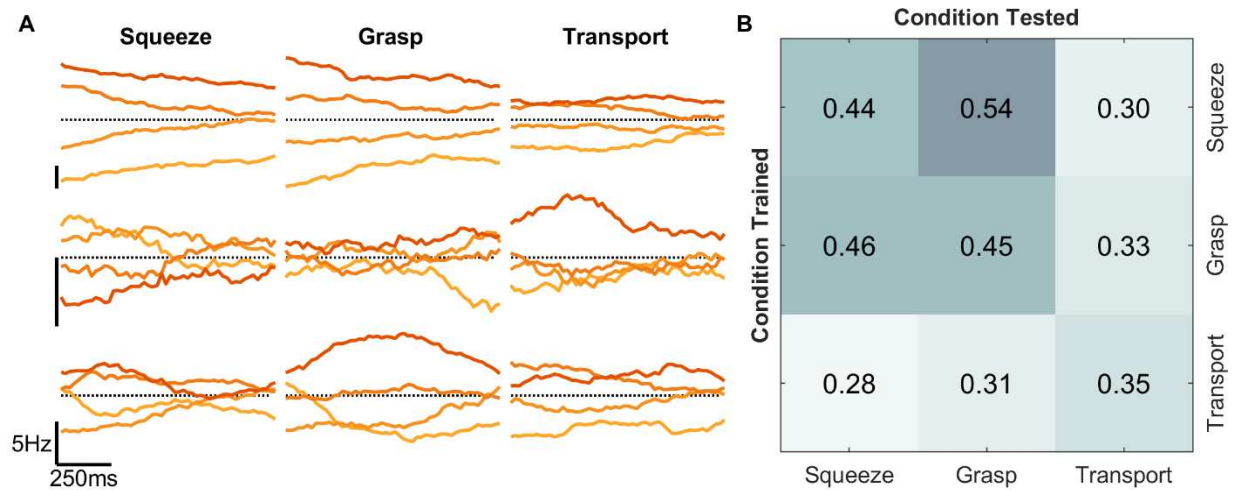 A
Squeeze
Grasp
Transport
5Hz
250ms
B
Condition Tested
Condition Trained
0.44 0.54 0.30
Squeeze
0.46 0.45 0.33
Grasp
0.28 0.31 0.35
Transport
Squeeze Grasp Transport